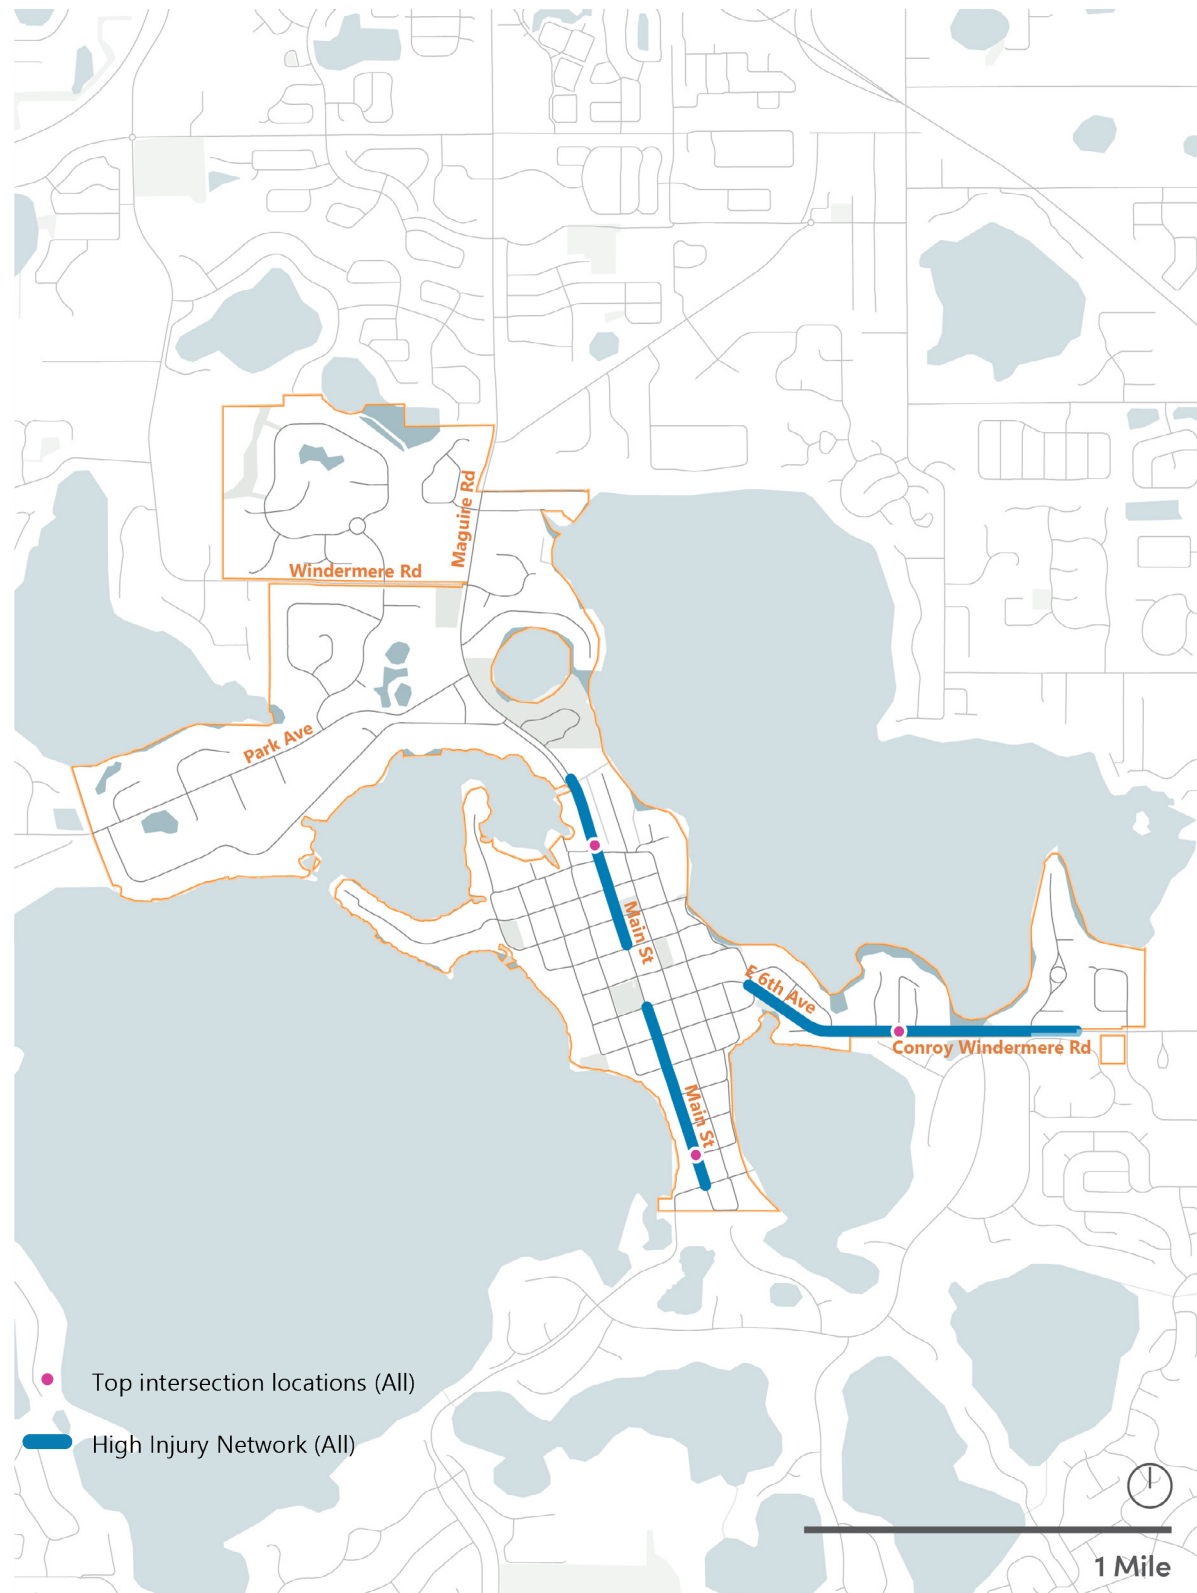 Maguire Rd
Windermere Rd
Park Ave
Main St
E 6th Ave
Conroy Windermere Rd
Main St
Top intersection locations (All)
High Injury Network (All)
1 Mile